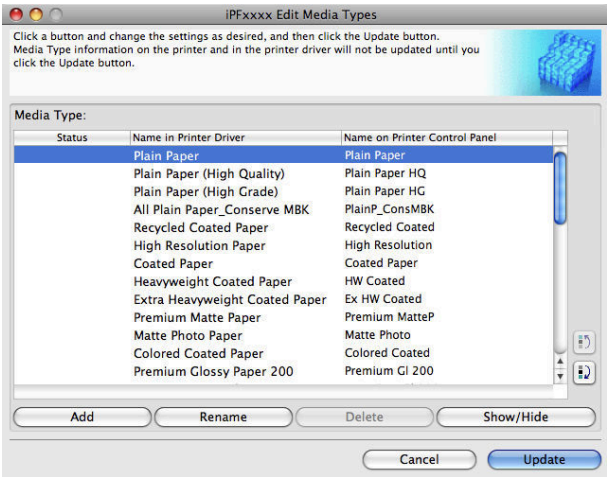 iPFxxxx Edit Media Types
Click a button and change the settings as desired, and then click the Update button.
Media Type information on the printer and in the printer driver will not be updated until you
click the Update button.
Media Type:
Status Name in Printer Driver Name on Printer Control Panel
Plain Paper Plain Paper
Plain Paper (High Quality) Plain Paper HQ
Plain Paper (High Grade) Plain Paper HG
All Plain Paper_Conserve MBK PlainP_ConsMBK
Recycled Coated Paper Recycled Coated
High Resolution Paper High Resolution
Coated Paper Coated Paper
Heavyweight Coated Paper HW Coated
Extra Heavyweight Coated Paper Ex HW Coated
Premium Matte Paper Premium MatteP
Matte Photo Paper Matte Photo
Colored Coated Paper Colored Coated
Premium Glossy Paper 200 Premium Gl 200
Add Rename Delete Show/Hide
Cancel Update